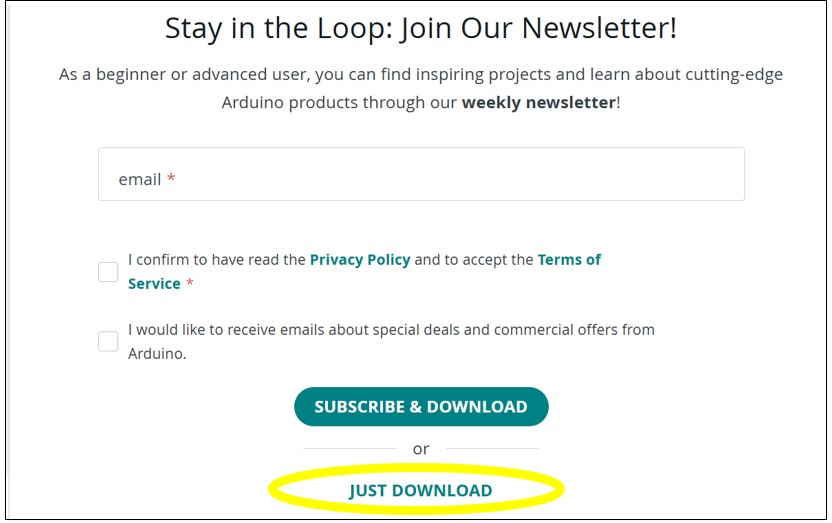 Stay in the Loop: Join Our Newsletter!
As a beginner or advanced user, you can find inspiring projects and learn about cutting-edge
Arduino products through our weekly newsletter!
email *
I confirm to have read the Privacy Policy and to accept the Terms of
Service *
I would like to receive emails about special deals and commercial offers from
Arduino.
SUBSCRIBE & DOWNLOAD
or
JUST DOWNLOAD